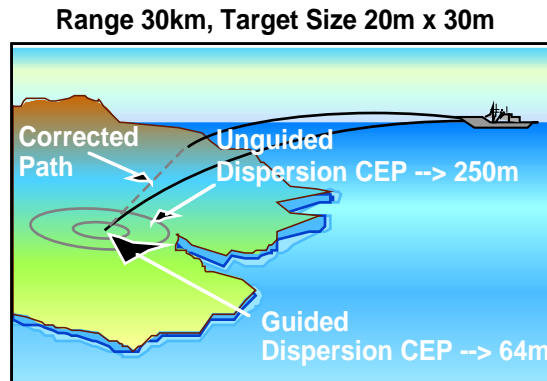 Range 30km, Target Size 20m x 30m
Corrected
Path
Unguided
Dispersion CEP --> 250m
Guided
Dispersion CEP --> 64m